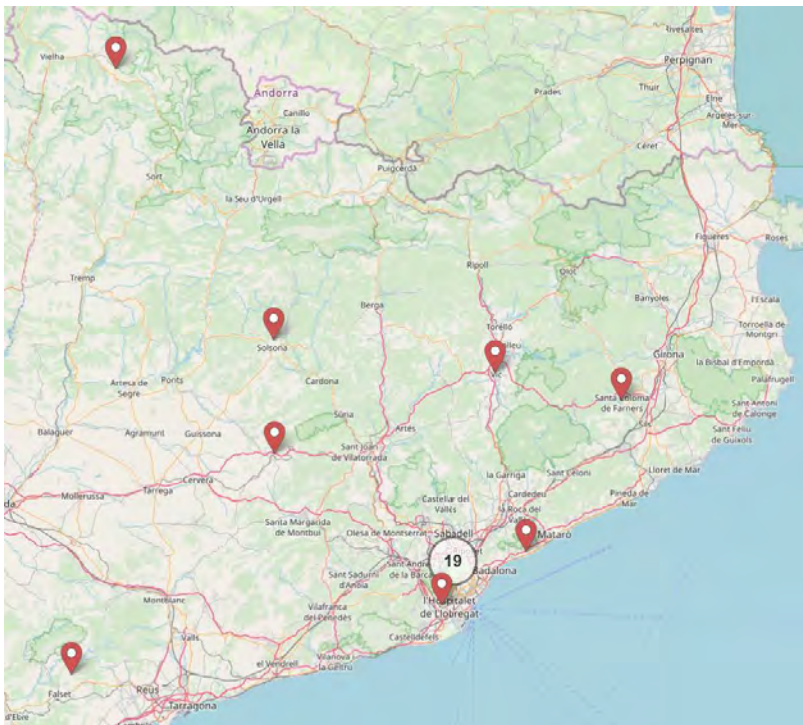 Rivesaltes
Perpignan
Vielha
Thuir
Prades
Elne
Andorra
Canillo
Argelès-sur-
Mer
Andorra la
Vella
Céret
Puigcerdà
Sort
la Seu d'Urgell
Figueres
Roses
Ripoll
Olot
Tremp
Banyoles
l'Escala
Berga
Torelló
Torroella de
Montgrí
Solsona
Girona
la Bisbal d'Empordà
Palafrugell
Ponts
Artesa de
Segre
Cardona
Santa Coloma
de Farners
Sant Antoni
de Calonge
Súria
Artés
Sant Feliu
de Guíxols
Balaguer
Agramunt
Guissona
Sant Joan
de Vilatorrada
Lloret de Mar
la Garriga
Sant Celoni
Cervera
Mollerussa
Tàrrega
Cardedeu
Pineda de
Mar
Castellar del
Vallès
la Roca del
Santa Margarida
de Montbui
Olesa de Montserrat
Sabadell
Mataró
19
Sant Andre
de la Barca
Badalona
Sant Sadurní
d'Anoia
l'Hospitalet
de Llobregat
Montblanc
Vilafranca
del Penedès
Castelldefels
Valls
el Vendrell
Vilanova
i la Geltrú
Falset
Reus
Tarragona
d'Ebre